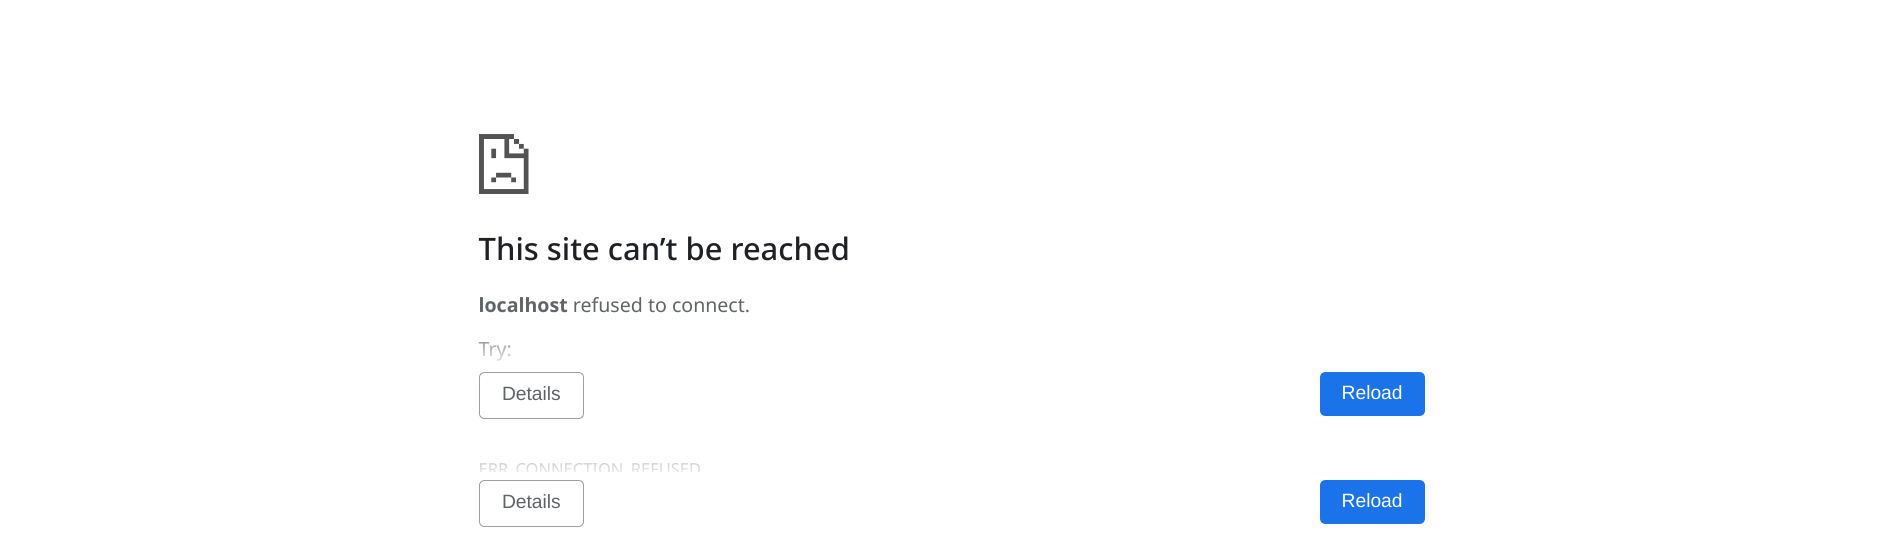 This site can’t be reached
localhost refused to connect.
Try:
Details
Reload
ERR_CONNECTION_REFUSED
Details
Reload